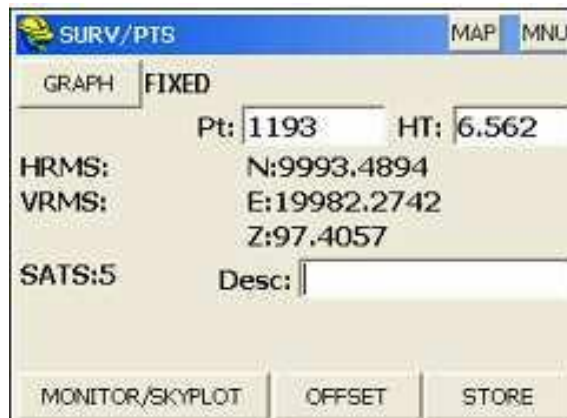 SURV/PTS MAP MNU
GRAPH FIXED
Pt: 1193 HT: 6.562
HRMS: N:9993.4894
VRMS: E:19982.2742
Z:97.4057
SATS:5 Desc:
MONITOR/SKYPLOT OFFSET STORE